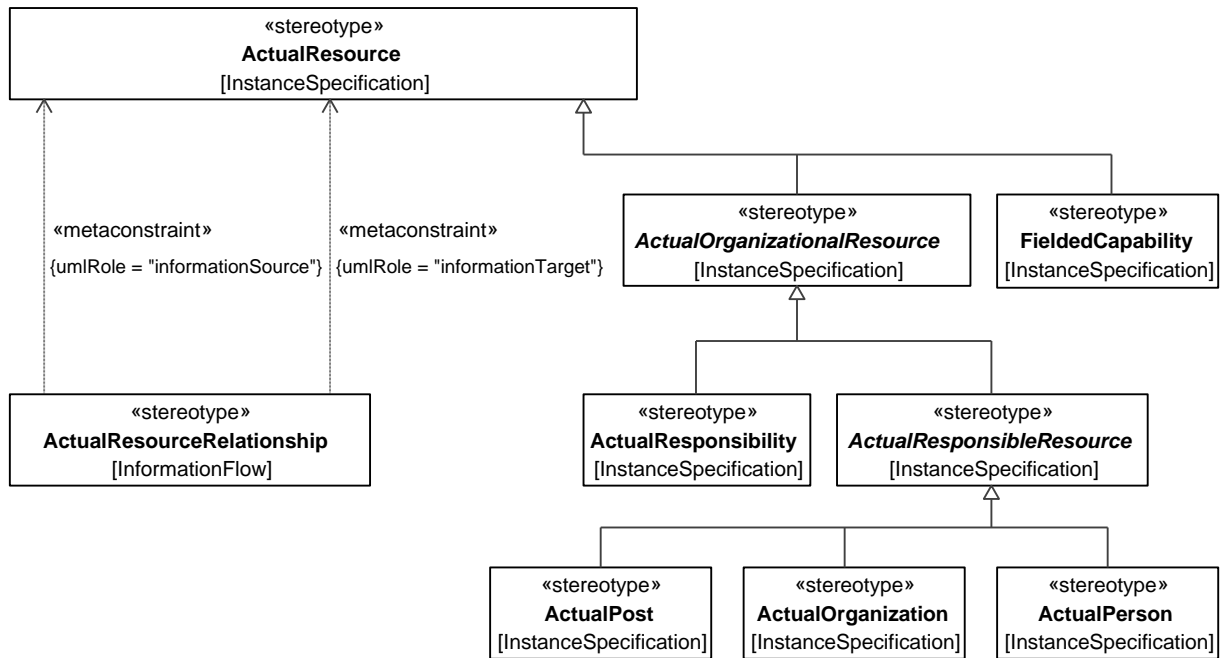 «stereotype»
ActualResource
[InstanceSpecification]
«metaconstraint»
{umlRole = "informationSource"}
«metaconstraint»
{umlRole = "informationTarget"}
«stereotype»
ActualOrganizationalResource
[InstanceSpecification]
«stereotype»
FieldedCapability
[InstanceSpecification]
«stereotype»
ActualResourceRelationship
[InformationFlow]
«stereotype»
ActualResponsibility
[InstanceSpecification]
«stereotype»
ActualResponsibleResource
[InstanceSpecification]
«stereotype»
ActualPost
[InstanceSpecification]
«stereotype»
ActualOrganization
[InstanceSpecification]
«stereotype»
ActualPerson
[InstanceSpecification]